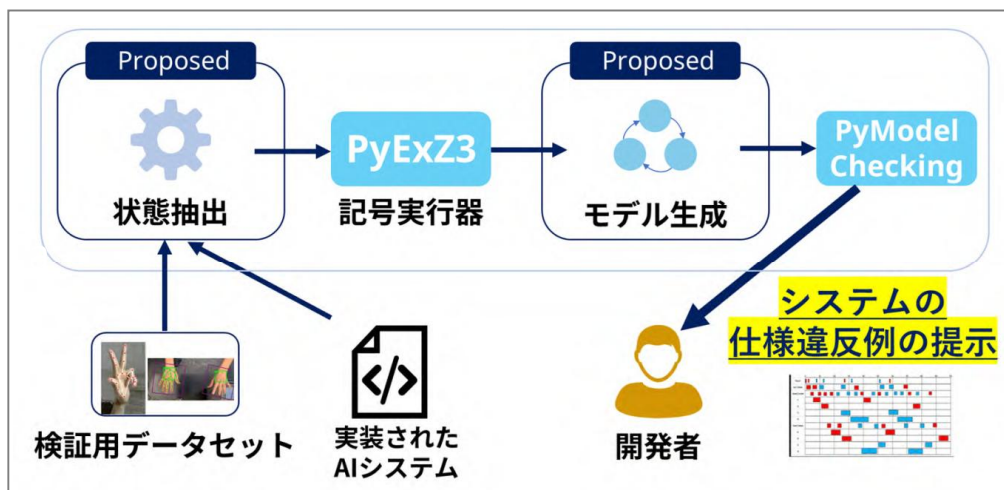 Proposed
Proposed
PyExZ3
PyModel
Checking
状態抽出
記号実行器
モデル生成
システムの
仕様違反例の提示
</>
検証用データセット
実装された
AIシステム
開発者